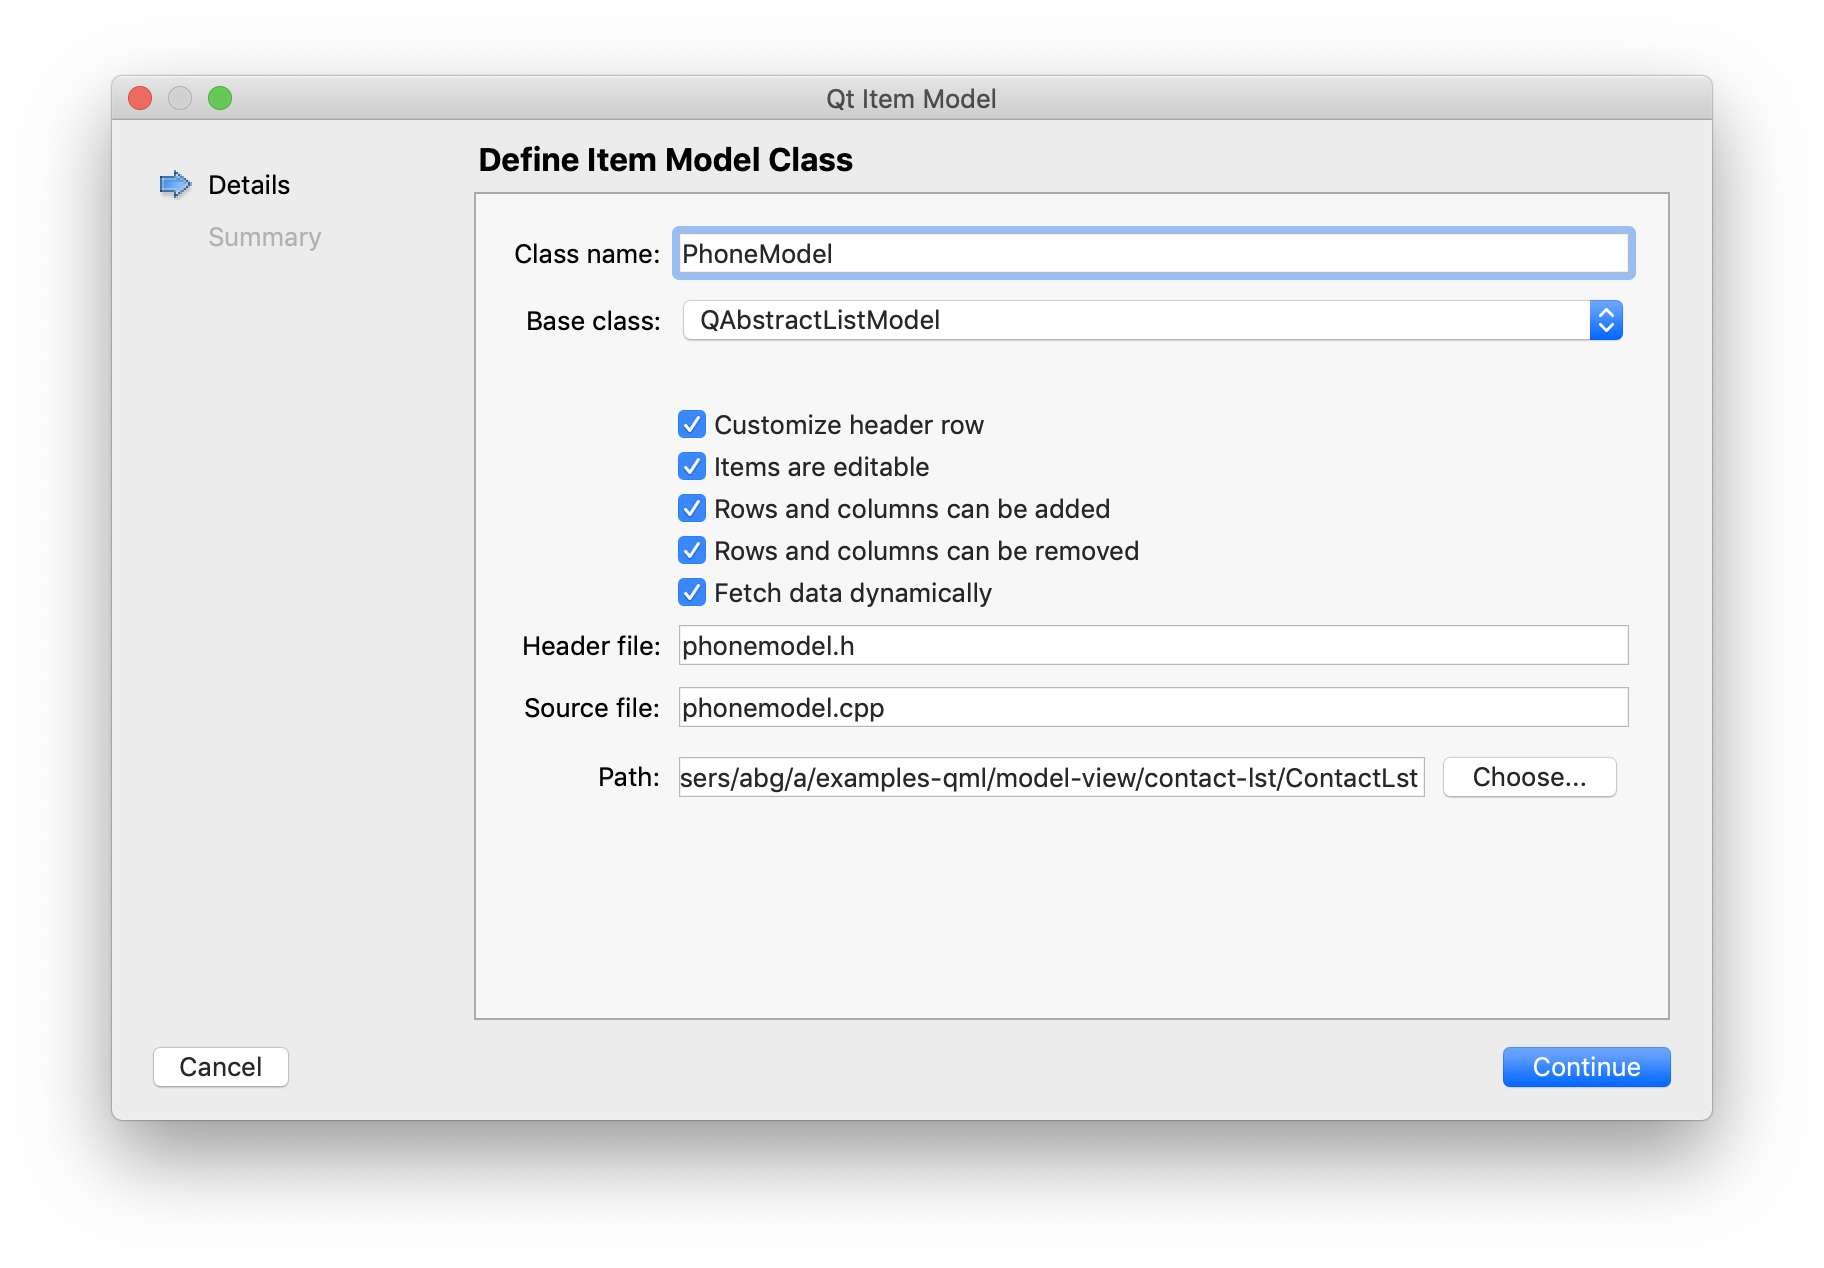 Qt Item Model
Details
Summary
Define Item Model Class
Class name: PhoneModel
Base class: QAbstractListModel
Customize header row
Items are editable
Rows and columns can be added
Rows and columns can be removed
Fetch data dynamically
Header file: phonemodel.h
Source file: phonemodel.cpp
Path: sers/abg/a/examples-qml/model-view/contact-lst/ContactLst Choose...
Cancel Continue